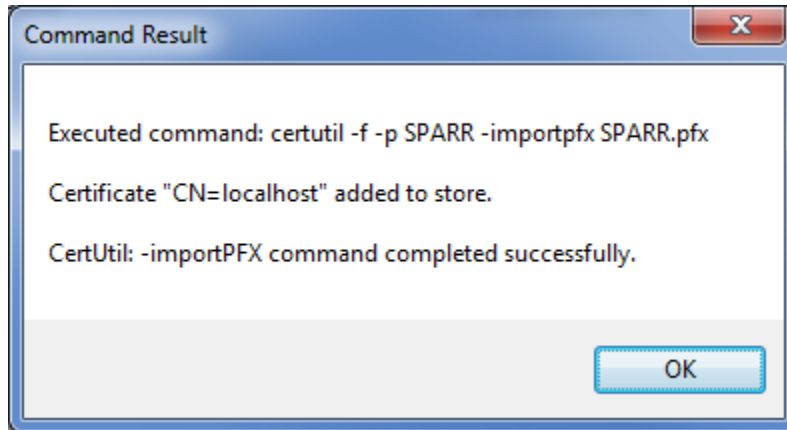 Command Result
Executed command: certutil -f -p SPARR -importpfx SPARR.pfx
Certificate "CN=localhost" added to store.
CertUtil: -importPFX command completed successfully.
OK